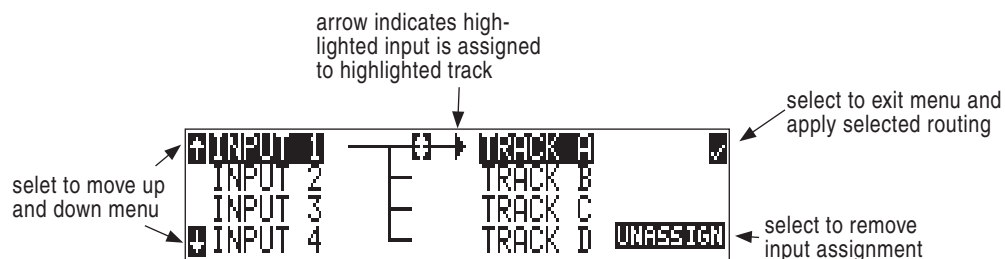 arrow indicates high-
lighted input is assigned
to highlighted track
select to exit menu and
apply selected routing
selet to move up
and down menu
INPUT 1 TRACK A
INPUT 2 TRACK B
INPUT 3 TRACK C
INPUT 4 TRACK D UNASSIGN
select to remove
input assignment